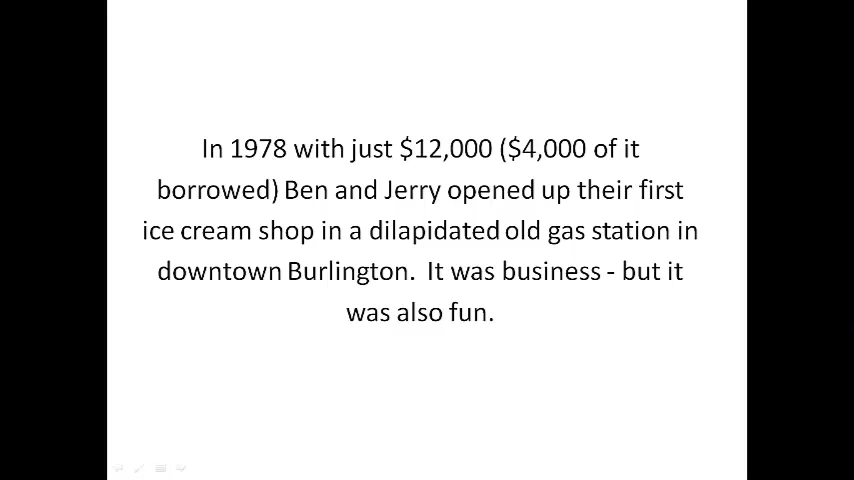 In 1978 with just $12,000 ($4,000 of it
borrowed) Ben and Jerry opened up their first
ice cream shop in a dilapidated old gas station in
downtown Burlington.  It was business - but it
was also fun.